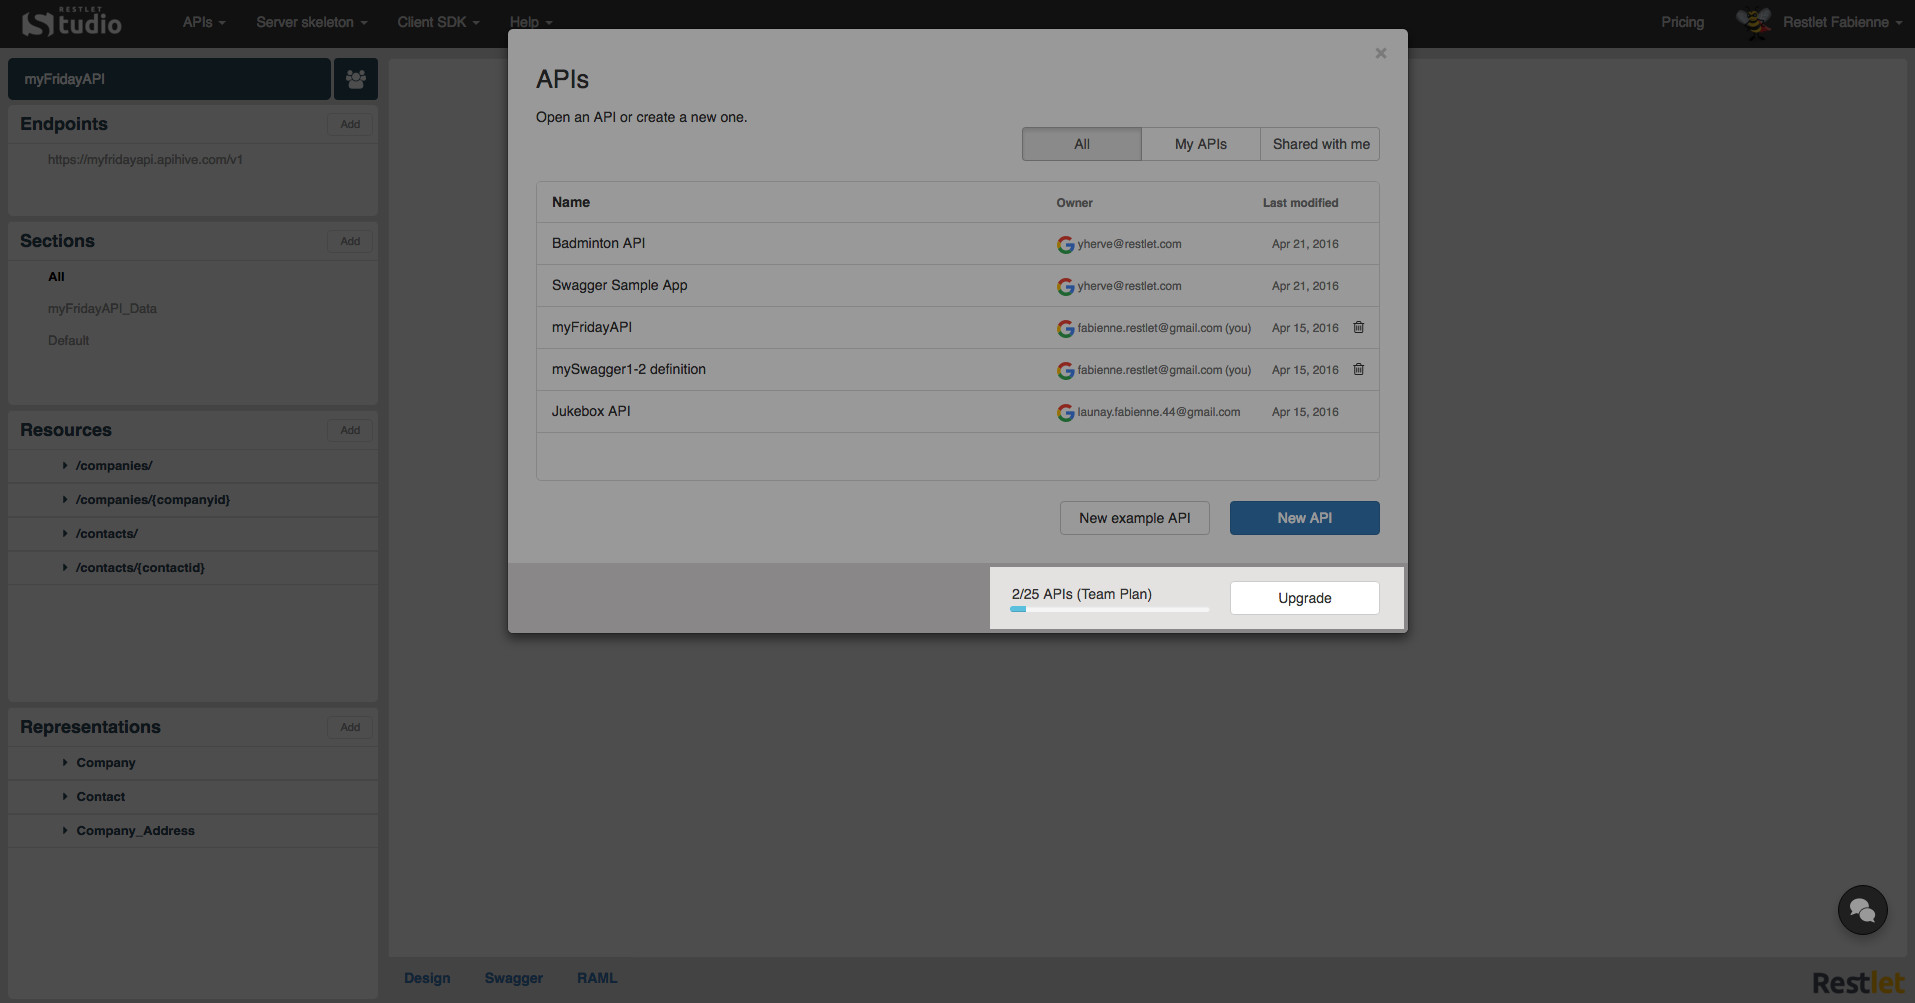 RESTLET
Studio
APIs
Server skeleton
Client SDK
Help
Pricing
Restlet Fabienne
myFridayAPI
Endpoints
Add
https://myfridayapi.apihive.com/v1
Sections
Add
All
myFridayAPI_Data
Default
Resources
Add
/companies/
/companies/{companyid}
/contacts/
/contacts/{contactid}
Representations
Add
Company
Contact
Company_Address
×
APIs
Open an API or create a new one.
All
My APIs
Shared with me
Name
Owner
Last modified
Badminton API
yherve@restlet.com
Apr 21, 2016
Swagger Sample App
yherve@restlet.com
Apr 21, 2016
myFridayAPI
fabienne.restlet@gmail.com (you)
Apr 15, 2016
mySwagger1-2 definition
fabienne.restlet@gmail.com (you)
Apr 15, 2016
Jukebox API
launay.fabienne.44@gmail.com
Apr 15, 2016
New example API
New API
2/25 APIs (Team Plan)
Upgrade
Design
Swagger
RAML
Restlet